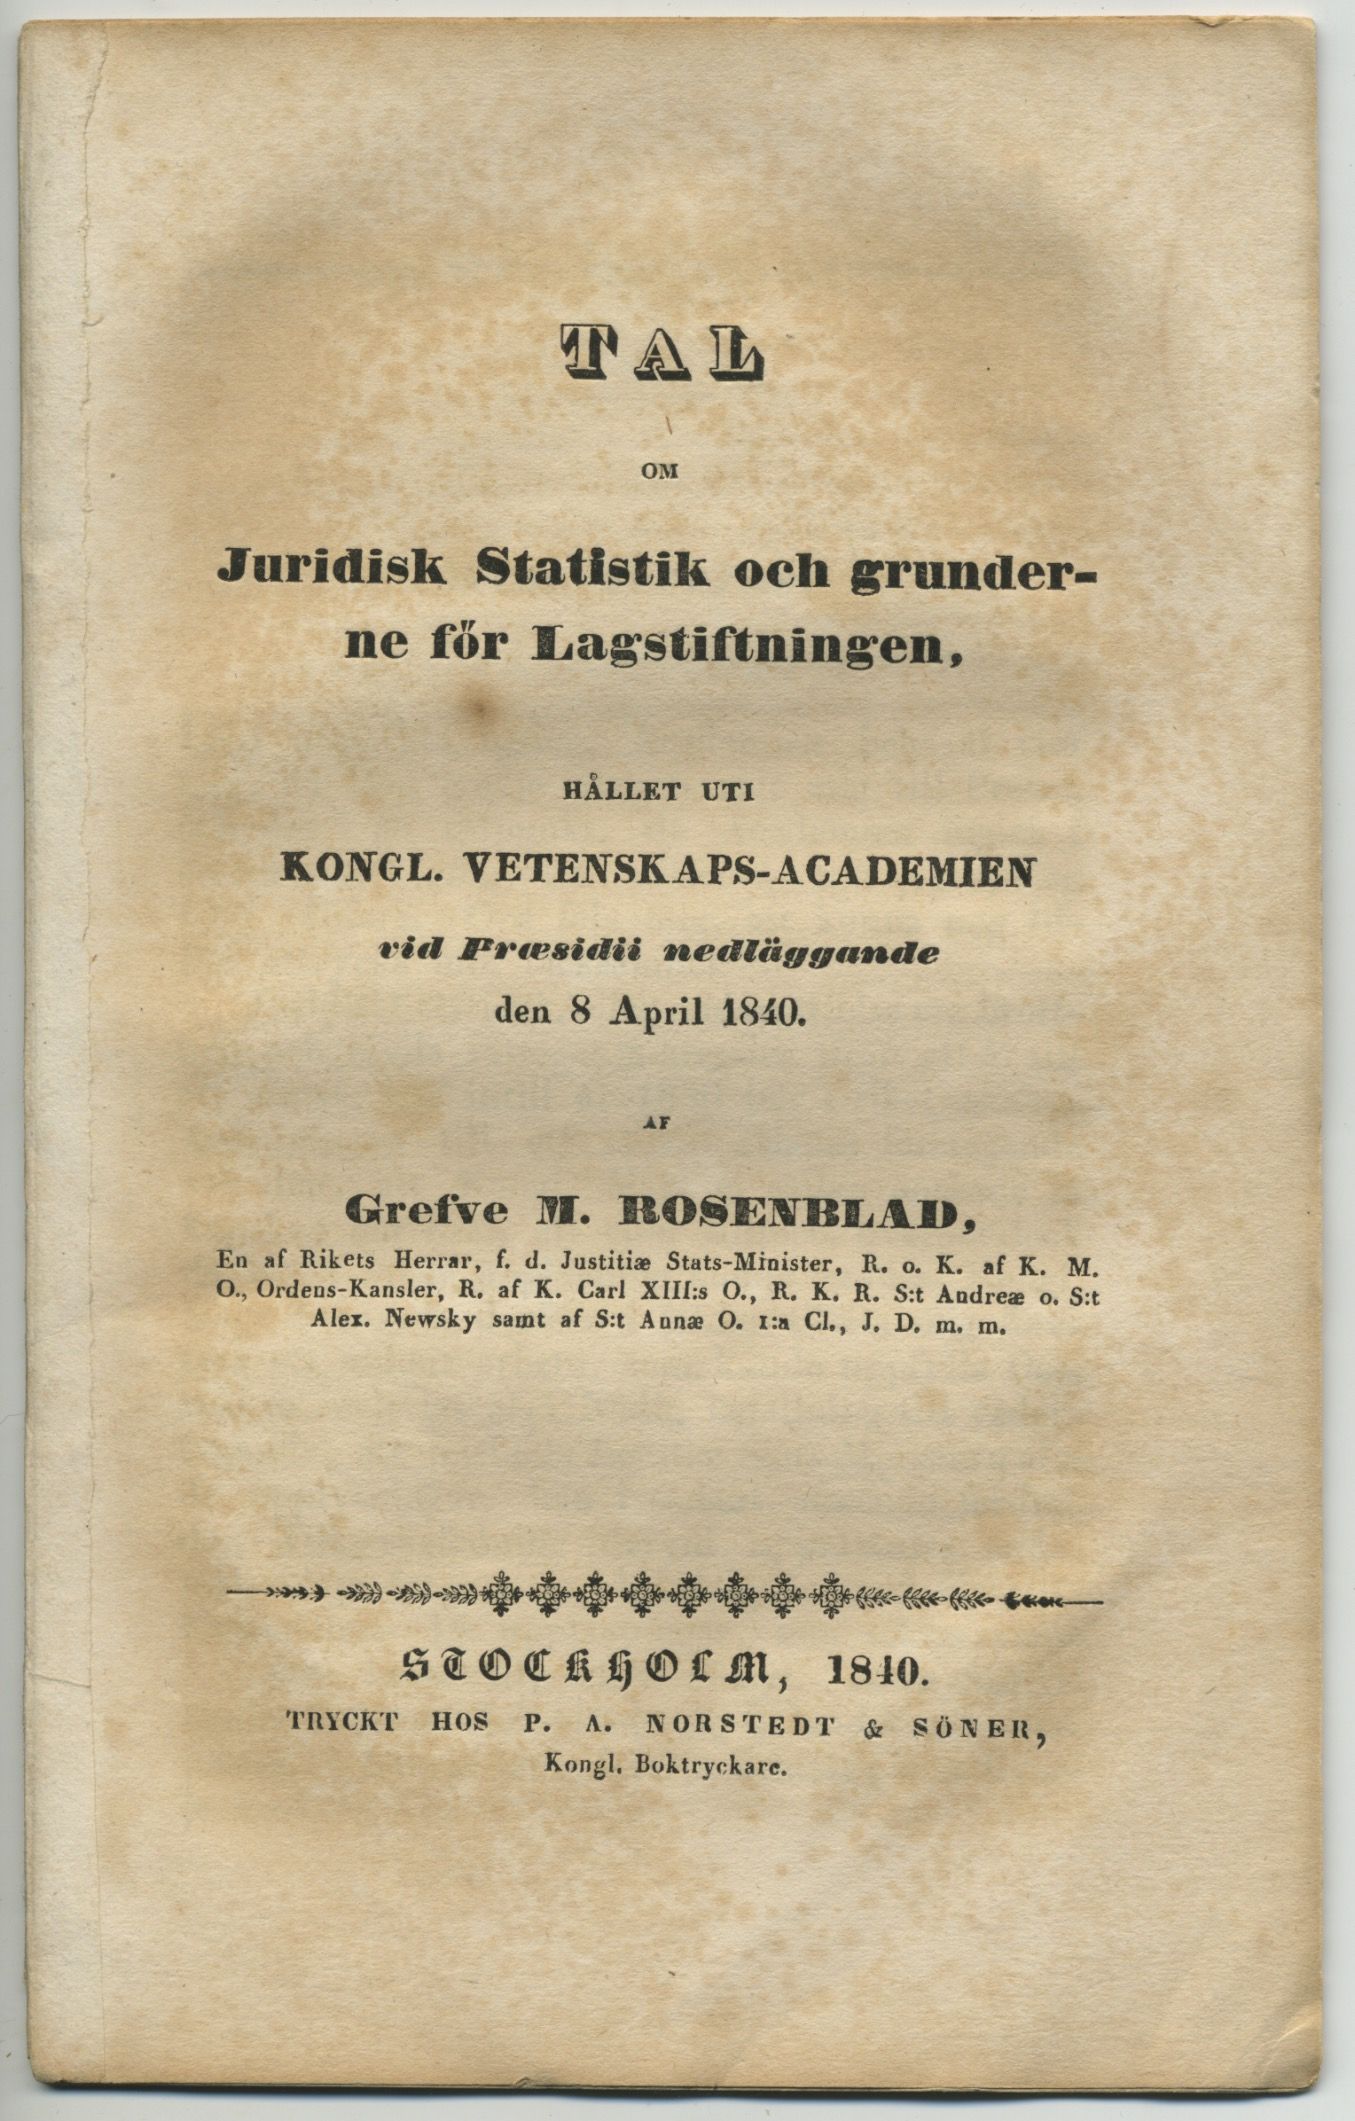 TAL
OM
Juridisk Statistik och grunder-
ne för Lagstiftningen,
HÅLLET UTI
KONGL. VETENSKAPS-ACADEMIEN
vid Præsidii nedläggande
den 8 April 1840.
AF
Grefve M. ROSENBLAD,
En af Rikets Herrar, f. d. Justitiæ Stats-Minister, R. o. K. af K. M.
O., Ordens-Kansler, R. af K. Carl XIII:s O., R. K. R. S:t Andreæ o. S:t
Alex. Newsky samt af S:t Annæ O. 1:a Cl., J. D. m. m.
STOCKHOLM, 1840.
TRYCKT HOS P. A. NORSTEDT & SÖNER,
Kongl. Boktryckare.